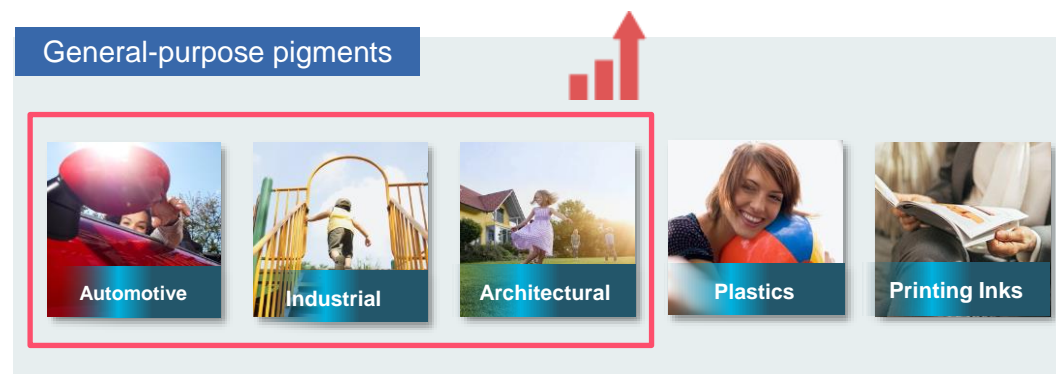 General-purpose pigments
Automotive
Industrial
Architectural
Plastics
Printing Inks